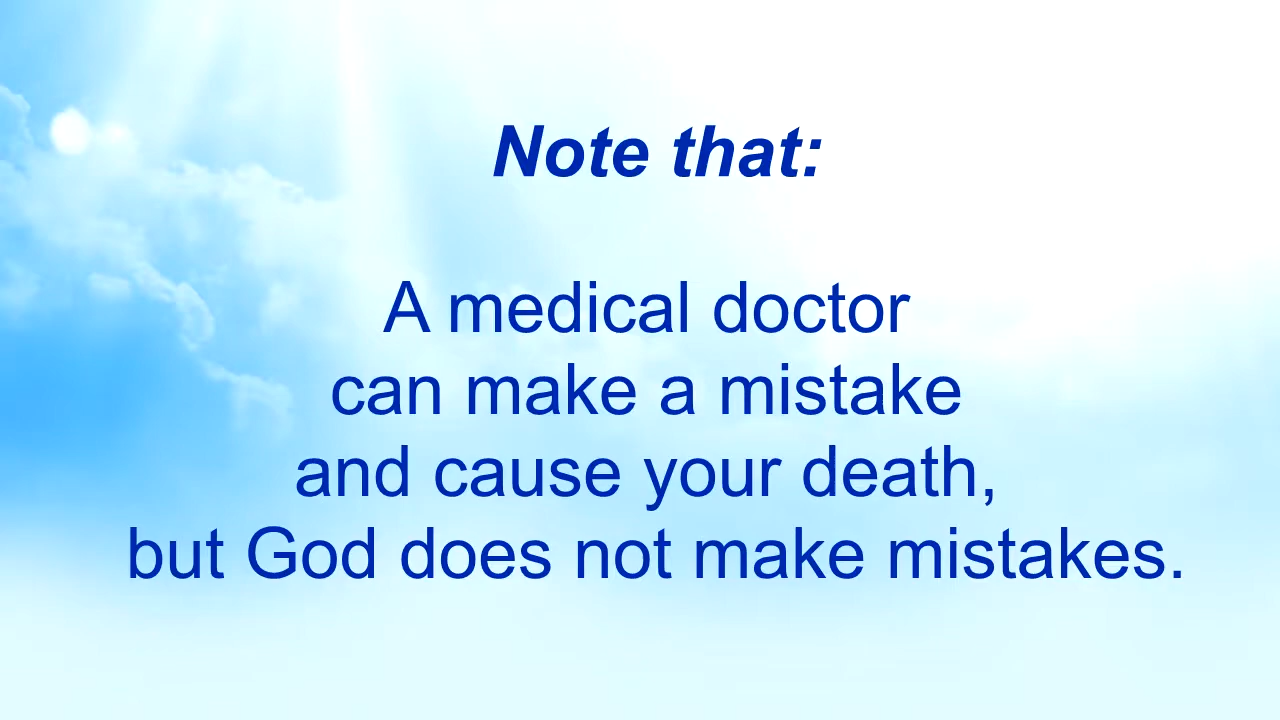 Note that:
A medical doctor
can make a mistake
and cause your death,
but God does not make mistakes.